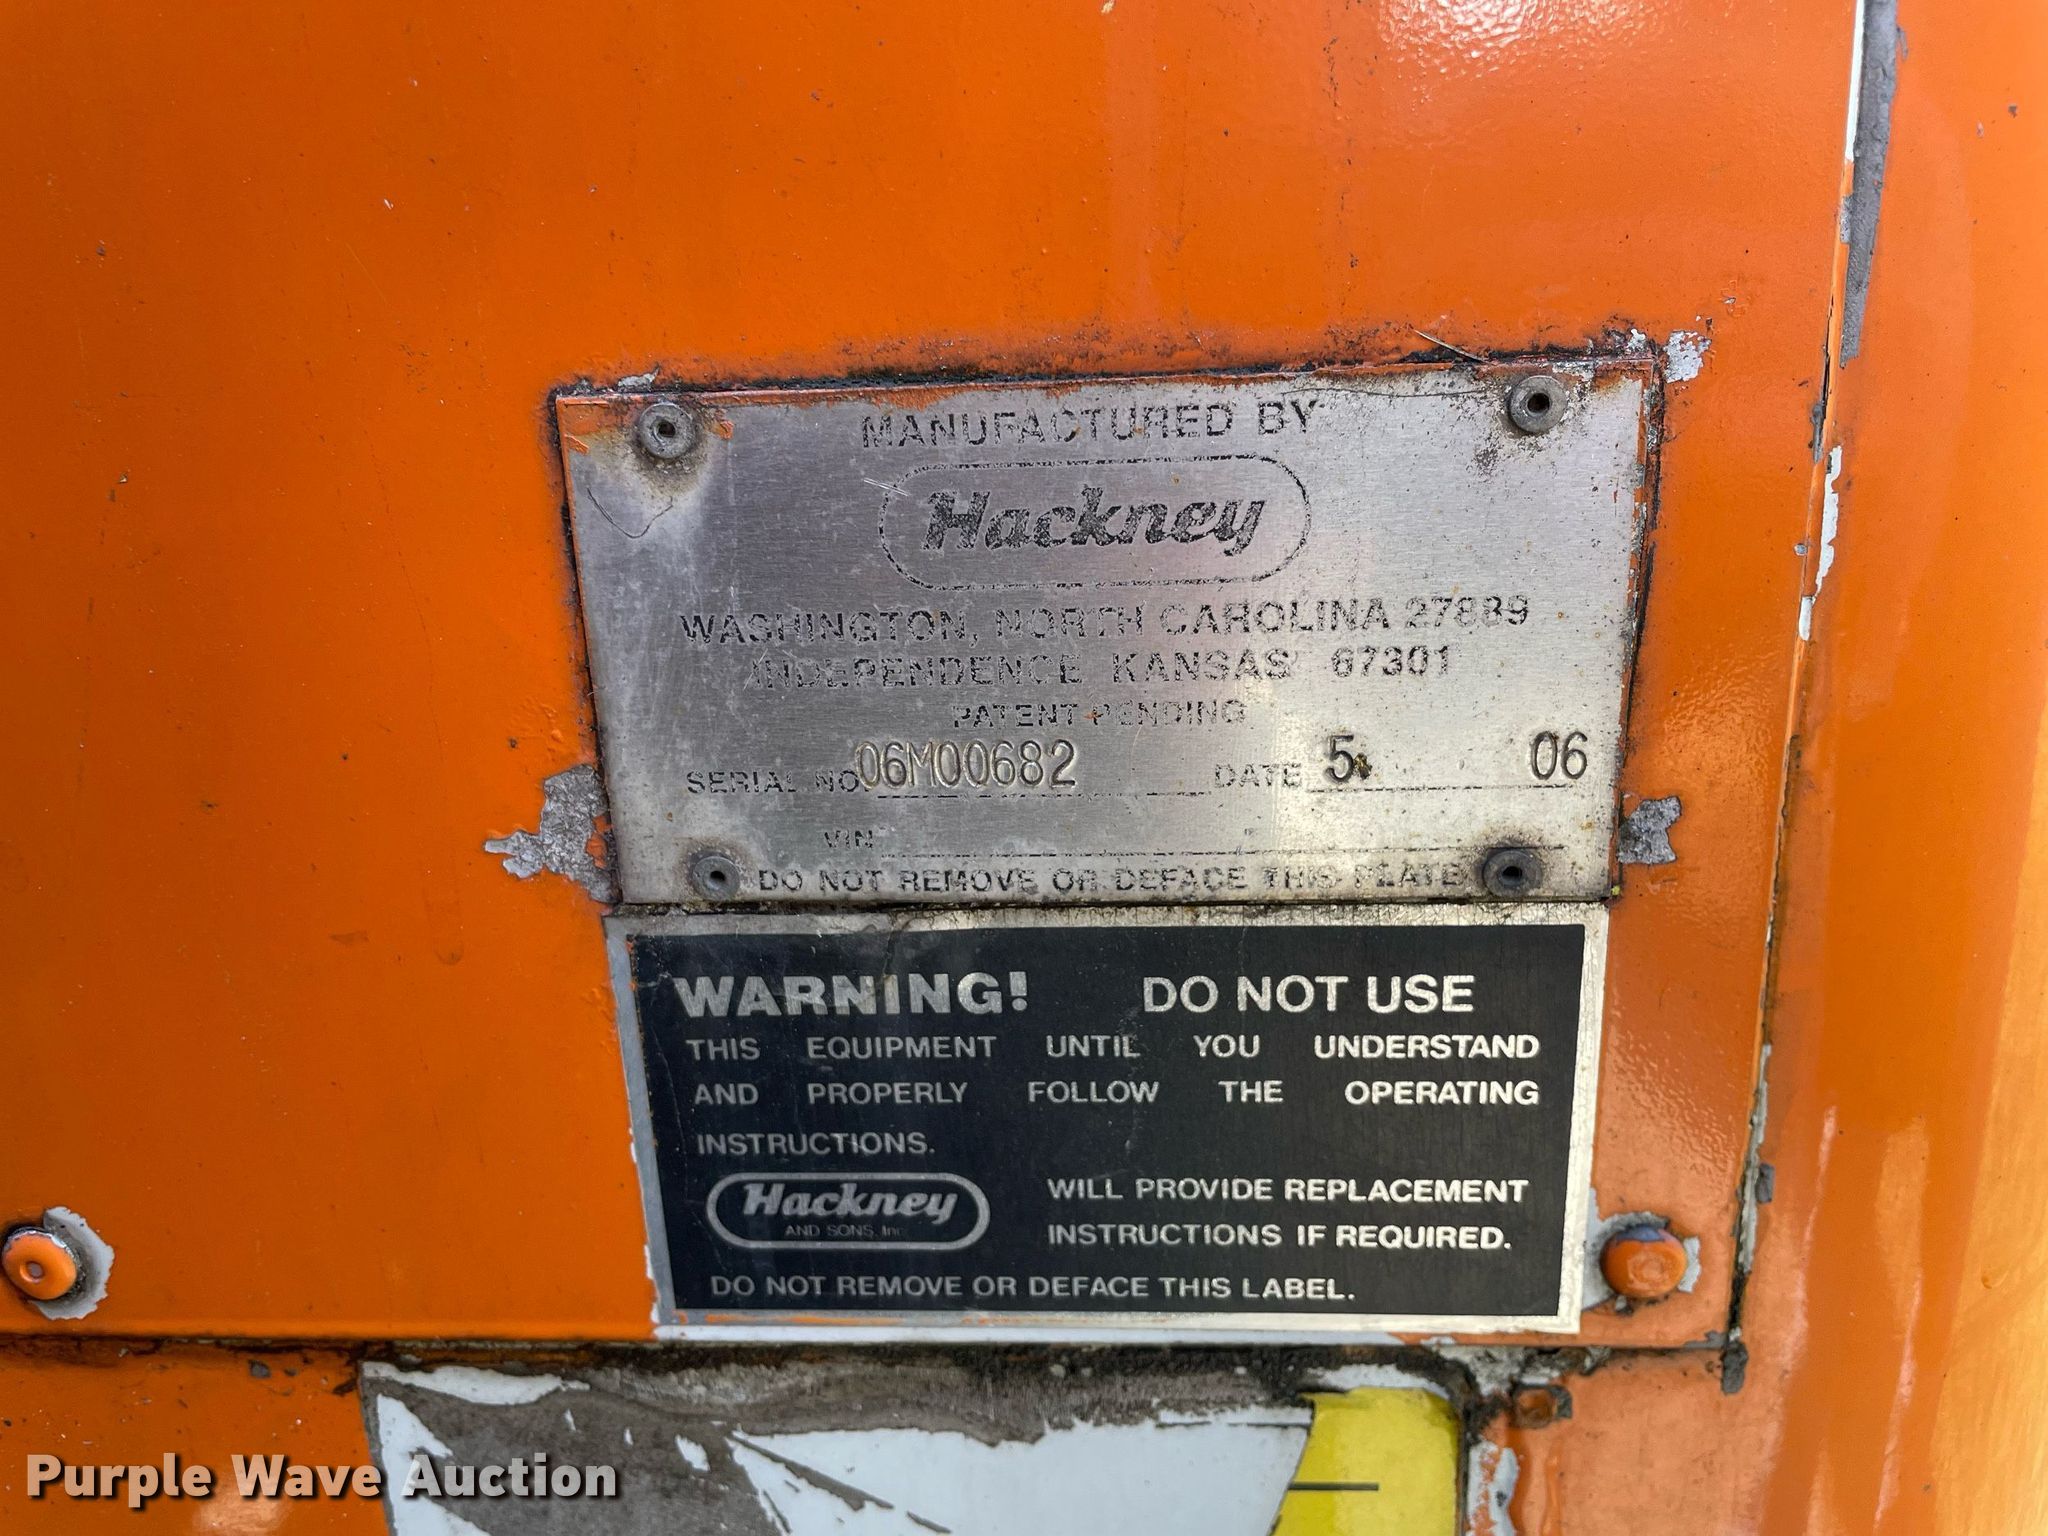 MANUFACTURED BY
Hackney
WASHINGTON, NORTH CAROLINA 27889
INDEPENDENCE KANSAS 67301
PATENT PENDING
SERIAL NO. 06M00682 DATE 5 06
VIN
DO NOT REMOVE OR DEFACE THIS PLATE
WARNING! DO NOT USE
THIS EQUIPMENT UNTIL YOU UNDERSTAND
AND PROPERLY FOLLOW THE OPERATING
INSTRUCTIONS.
Hackney
AND SONS, Inc.
WILL PROVIDE REPLACEMENT
INSTRUCTIONS IF REQUIRED.
DO NOT REMOVE OR DEFACE THIS LABEL.
Purple Wave Auction